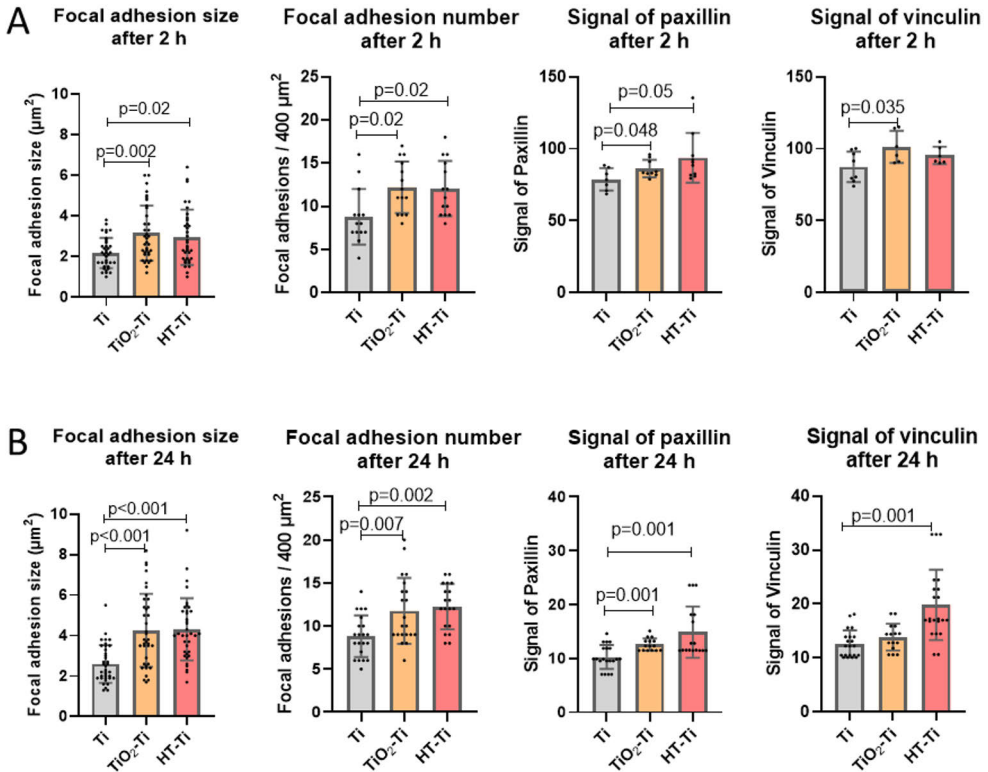 A
Focal adhesion size
after 2 h
Focal adhesion size (µm²)
10
8
6
4
2
0
p=0.02
p=0.002
Ti
TiO₂-Ti
HT-Ti
Focal adhesion number
after 2 h
Focal adhesions / 400 µm²
25
20
15
10
5
0
p=0.02
p=0.02
Ti
TiO₂-Ti
HT-Ti
Signal of paxillin
after 2 h
Signal of Paxillin
150
100
50
0
p=0.05
p=0.048
Ti
TiO₂-Ti
HT-Ti
Signal of vinculin
after 2 h
Signal of Vinculin
150
100
50
0
p=0.035
Ti
TiO₂-Ti
HT-Ti
B
Focal adhesion size
after 24 h
Focal adhesion size (µm²)
10
8
6
4
2
0
p<0.001
p<0.001
Ti
TiO₂-Ti
HT-Ti
Focal adhesion number
after 24 h
Focal adhesions / 400 µm²
25
20
15
10
5
0
p=0.002
p=0.007
Ti
TiO₂-Ti
HT-Ti
Signal of paxillin
after 24 h
Signal of Paxillin
40
30
20
10
0
p=0.001
p=0.001
Ti
TiO₂-Ti
HT-Ti
Signal of vinculin
after 24 h
Signal of Vinculin
40
30
20
10
0
p=0.001
Ti
TiO₂-Ti
HT-Ti